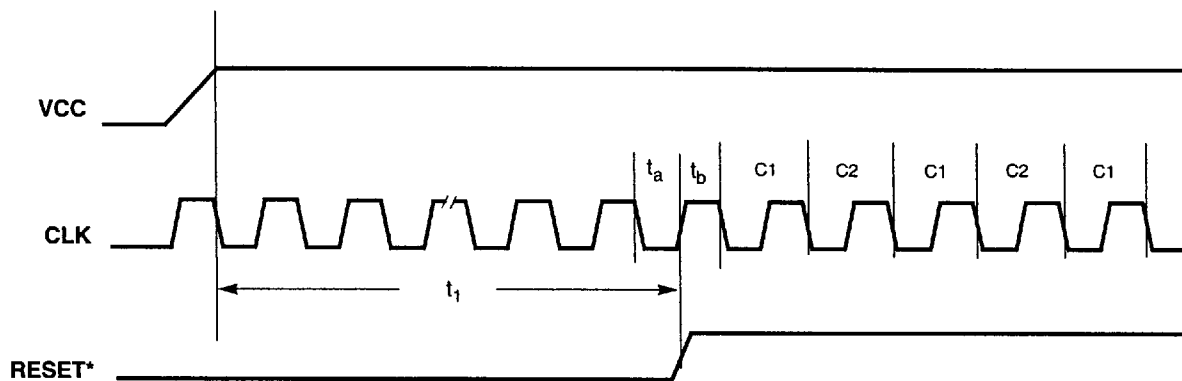 VCC
t_a t_b C1 C2 C1 C2 C1
CLK
t_1
RESET*